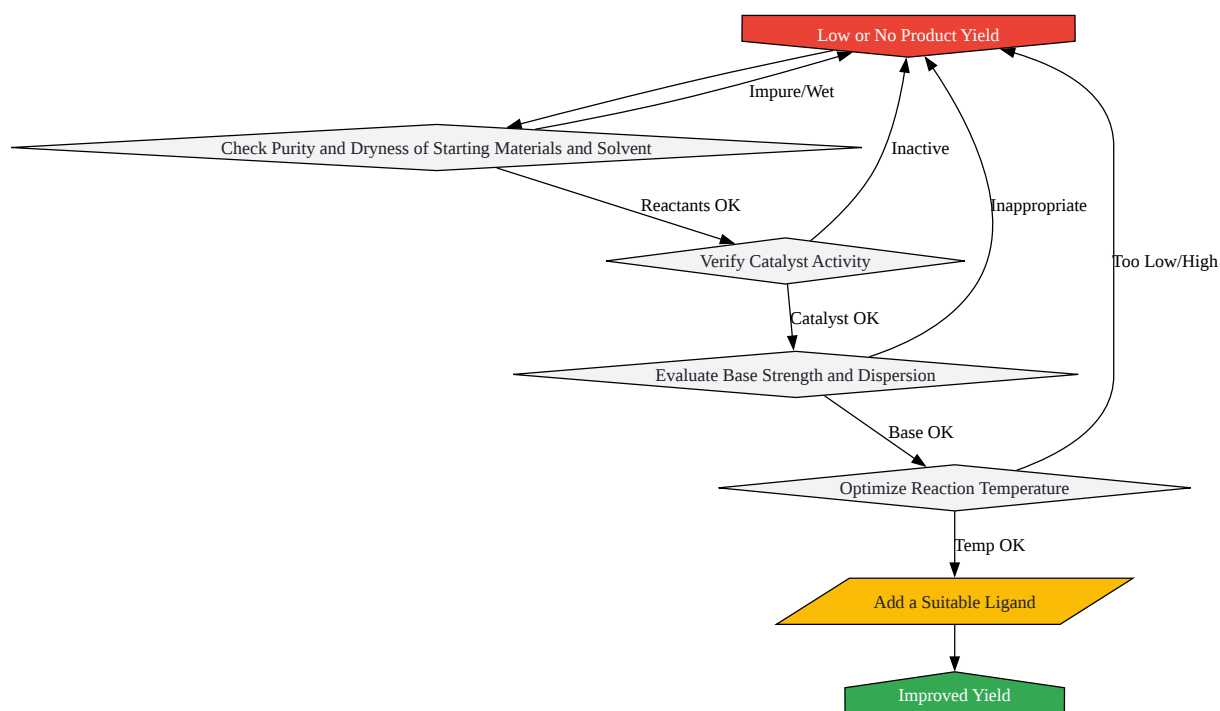 Low or No Product Yield
Impure/Wet
Check Purity and Dryness of Starting Materials and Solvent
Inactive
Reactants OK
Inappropriate
Verify Catalyst Activity
Too Low/High
Catalyst OK
Evaluate Base Strength and Dispersion
Base OK
Optimize Reaction Temperature
Temp OK
Add a Suitable Ligand
Improved Yield